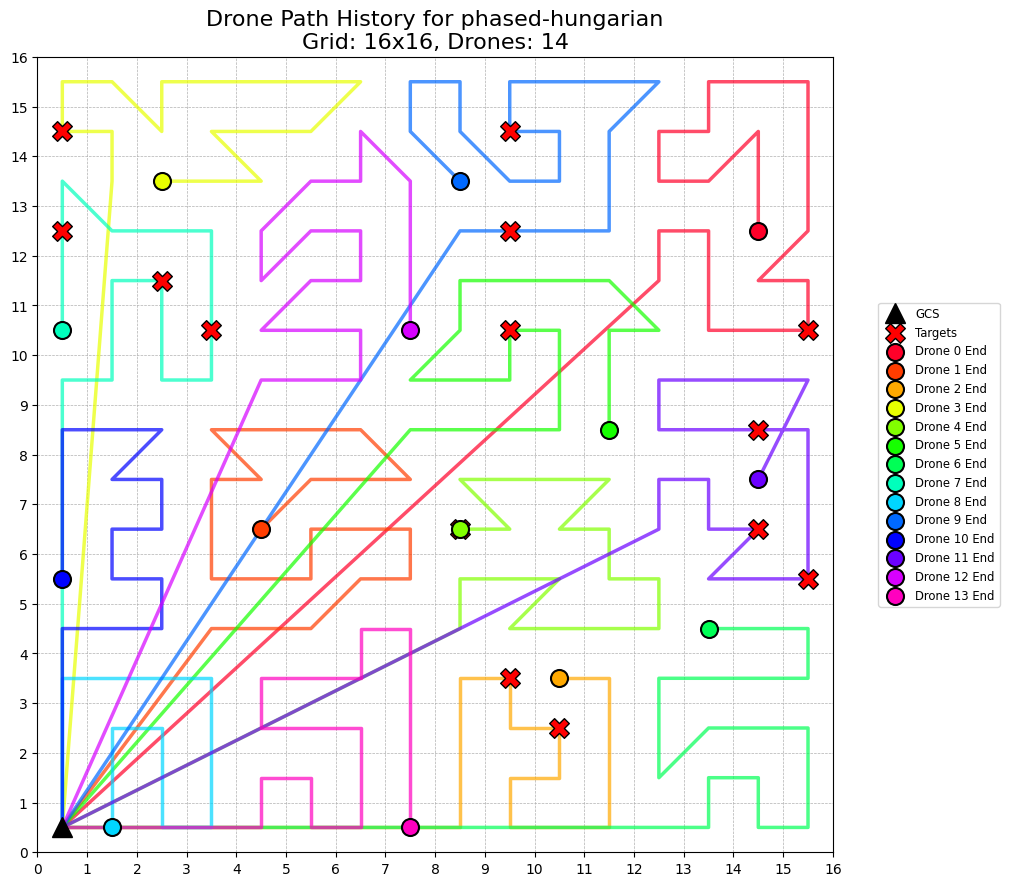 Drone Path History for phased-hungarian
Grid: 16x16, Drones: 14
16
15
14
13
12
11
10
9
8
7
6
5
4
3
2
1
0
0 1 2 3 4 5 6 7 8 9 10 11 12 13 14 15 16
GCS
Targets
Drone 0 End
Drone 1 End
Drone 2 End
Drone 3 End
Drone 4 End
Drone 5 End
Drone 6 End
Drone 7 End
Drone 8 End
Drone 9 End
Drone 10 End
Drone 11 End
Drone 12 End
Drone 13 End